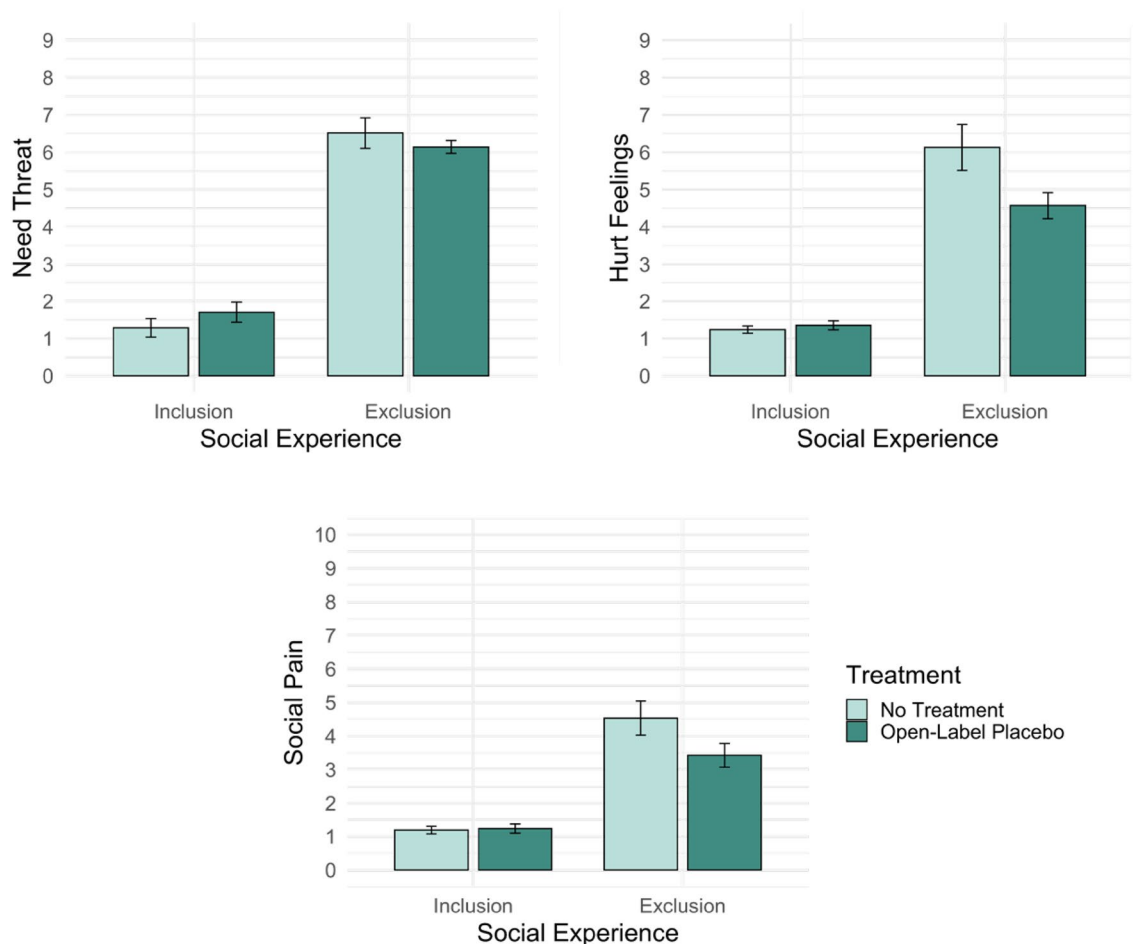 9
8
7
6
5
4
3
2
1
0
Need Threat
Inclusion Exclusion
Social Experience
9
8
7
6
5
4
3
2
1
0
Hurt Feelings
Inclusion Exclusion
Social Experience
10
9
8
7
6
5
4
3
2
1
0
Social Pain
Inclusion Exclusion
Social Experience
Treatment
No Treatment
Open-Label Placebo